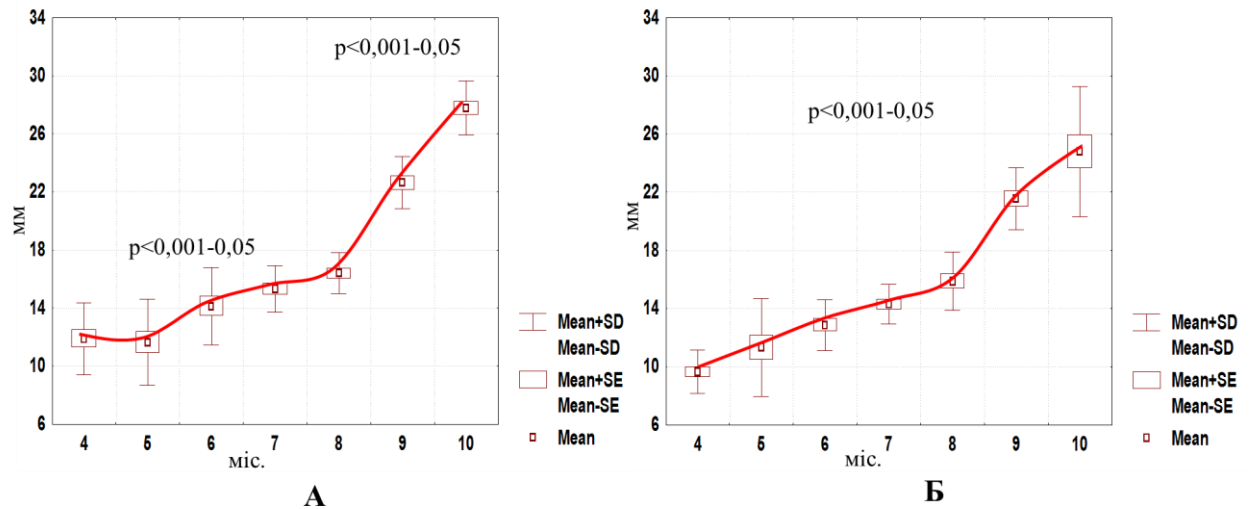 34
30
26
22
18
14
10
6
мм
p<0,001-0,05
p<0,001-0,05
Mean+SD
Mean-SD
Mean+SE
Mean-SE
Mean
4 5 6 7 8 9 10
міс.
А
34
30
26
22
18
14
10
6
мм
p<0,001-0,05
Mean+SD
Mean-SD
Mean+SE
Mean-SE
Mean
4 5 6 7 8 9 10
міс.
Б